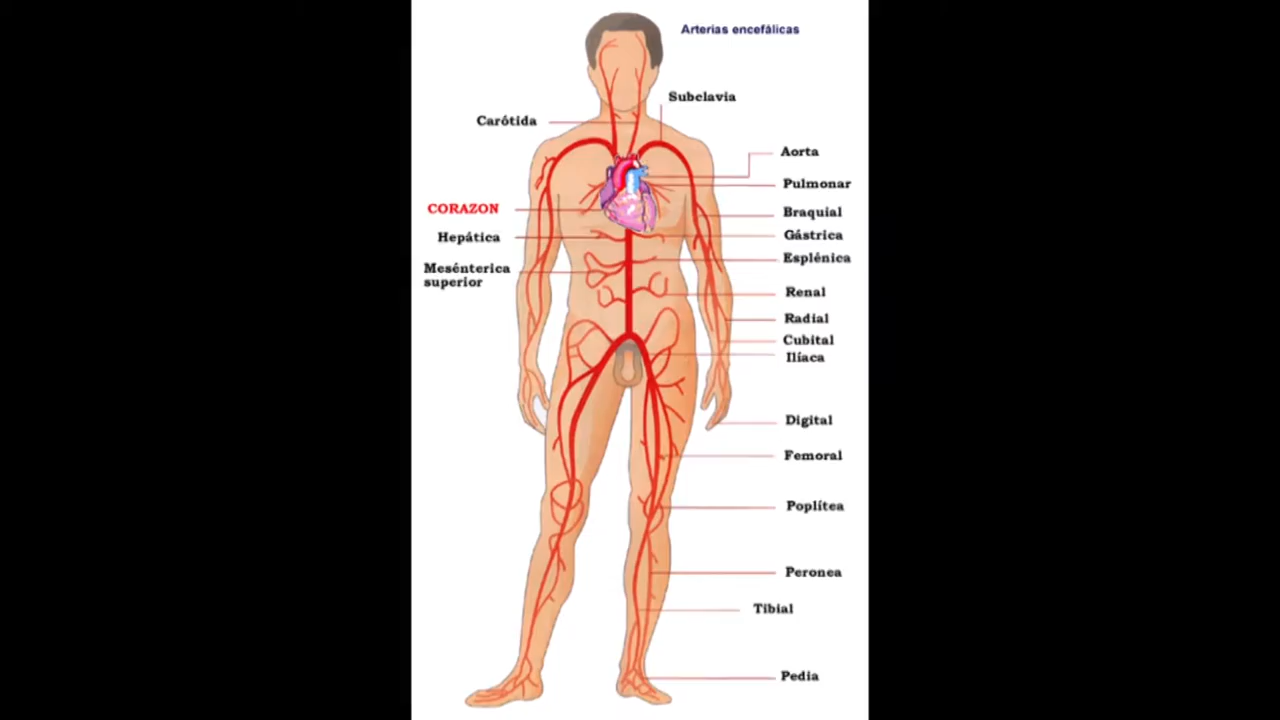 Arterias encefálicas
Subclavia
Carótida
Aorta
Pulmonar
CORAZON
Braquial
Hepática
Gástrica
Esplénica
Mesénterica
superior
Renal
Radial
Cubital
Ilíaca
Digital
Femoral
Poplítea
Peronea
Tibial
Pedia